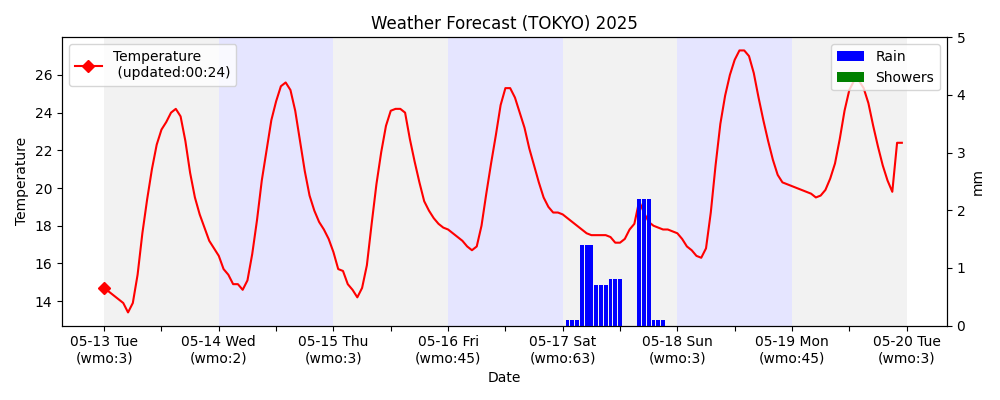 Weather Forecast (TOKYO) 2025
Temperature
(updated:00:24)
Rain
Showers
Temperature
26
24
22
20
18
16
14
5
4
3
2
1
0
mm
05-13 Tue
(wmo:3)
05-14 Wed
(wmo:2)
05-15 Thu
(wmo:3)
05-16 Fri
(wmo:45)
05-17 Sat
(wmo:63)
05-18 Sun
(wmo:3)
05-19 Mon
(wmo:45)
05-20 Tue
(wmo:3)
Date